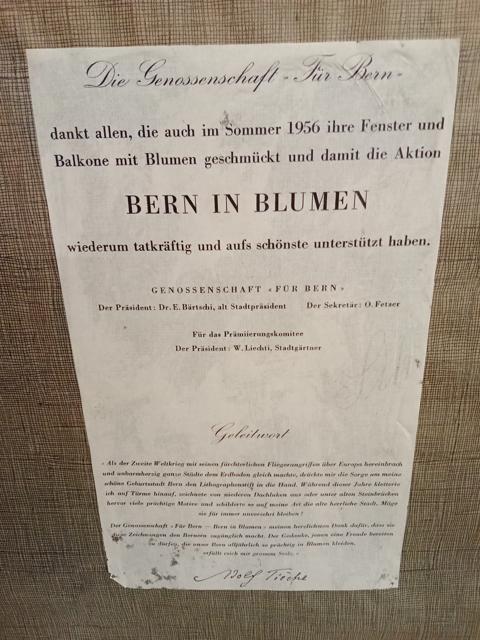 Die Genossenschaft «Für Bern»
dankt allen, die auch im Sommer 1956 ihre Fenster und
Balkone mit Blumen geschmückt und damit die Aktion
BERN IN BLUMEN
wiederum tatkräftig und aufs schönste unterstützt haben.
GENOSSENSCHAFT «FÜR BERN»
Der Präsident: Dr. E. Bärtschi, alt Stadtpräsident Der Sekretär: O. Fetzer
Für das Prämiierungskomitee
Der Präsident: W. Liechti, Stadtgärtner
Geleitwort
«Als der Zweite Weltkrieg mit seinen fürchterlichen Fliegerangriffen über Europa hereinbrach
und unbarmherzig ganze Städte dem Erdboden gleich machte, drückte mir die Sorge um meine
schöne Geburtsstadt Bern den Lithographenstift in die Hand. Während dieser Jahre kletterte
ich auf Türme hinauf, zeichnete von niederen Dachluken aus oder unter alten Steinbrücken
hervor viele prächtige Motive und schilderte so auf meine Art die alte herrliche Stadt. Möge
sie für immer unversehrt bleiben!
Der Genossenschaft «Für Bern — Bern in Blumen» meinen herzlichsten Dank dafür, dass sie
diese Zeichnungen den Bernern zugänglich macht. Der Gedanke, jenen eine Freude bereiten
zu dürfen, die unser Bern alljährlich so prächtig in Blumen kleiden,
erfüllt mich mit grossem Stolz.»
Adolf Tièche